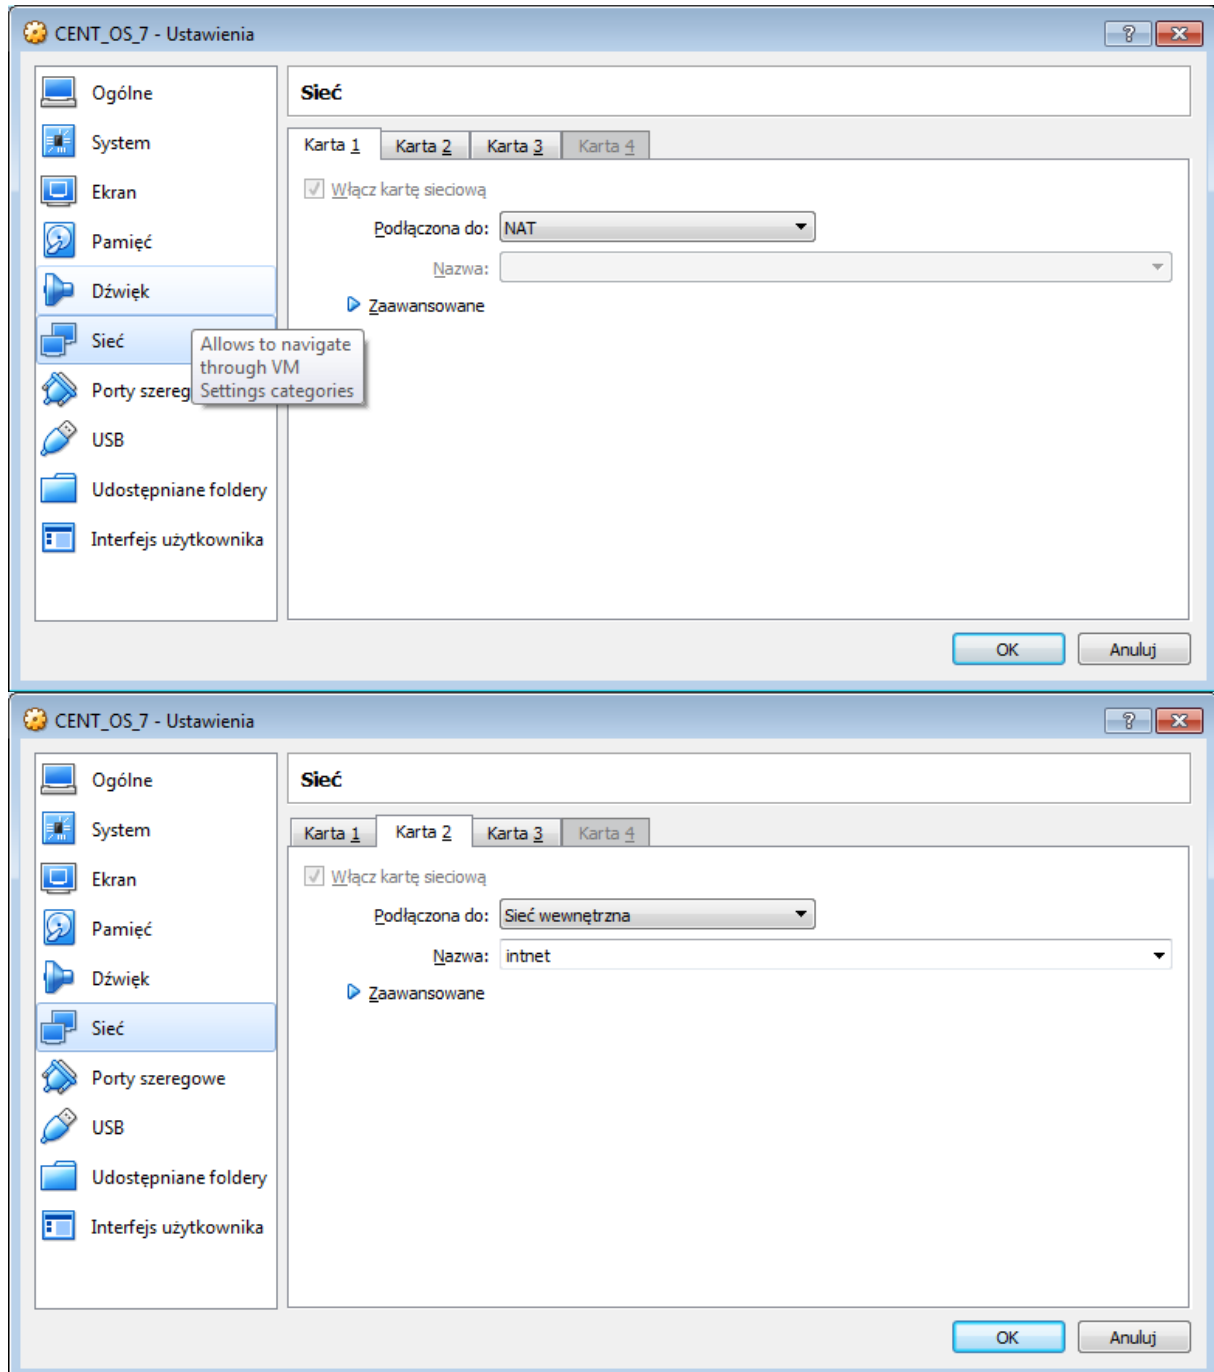 CENT_OS_7 - Ustawienia
Ogólne
System
Ekran
Pamięć
Dźwięk
Sieć
Porty szereg
USB
Udostępniane foldery
Interfejs użytkownika
Allows to navigate
through VM
Settings categories
Sieć
Karta 1 Karta 2 Karta 3 Karta 4
Włącz kartę sieciową
Podłączona do: NAT
Nazwa:
Zaawansowane
OK Anuluj
CENT_OS_7 - Ustawienia
Ogólne
System
Ekran
Pamięć
Dźwięk
Sieć
Porty szeregowe
USB
Udostępniane foldery
Interfejs użytkownika
Sieć
Karta 1 Karta 2 Karta 3 Karta 4
Włącz kartę sieciową
Podłączona do: Sieć wewnętrzna
Nazwa: intnet
Zaawansowane
OK Anuluj